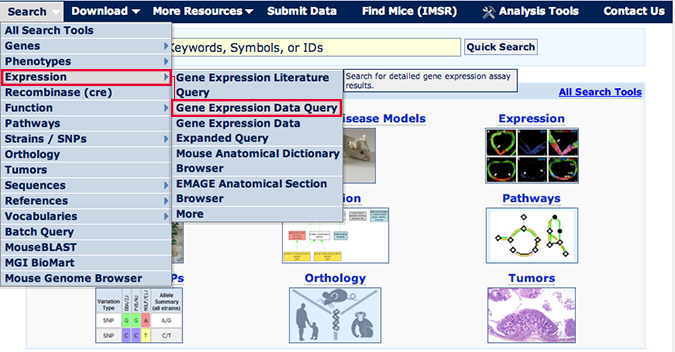 Search
Download
More Resources
Submit Data
Find Mice (IMSR)
Analysis Tools
Contact Us
All Search Tools
Genes
Phenotypes
Expression
Recombinase (cre)
Function
Pathways
Strains / SNPs
Orthology
Tumors
Sequences
References
Vocabularies
Batch Query
MouseBLAST
MGI BioMart
Mouse Genome Browser
Gene Expression Literature
Query
Gene Expression Data Query
Gene Expression Data
Expanded Query
Mouse Anatomical Dictionary
Browser
EMAGE Anatomical Section
Browser
More
Keywords, Symbols, or IDs
Quick Search
Search for detailed gene expression assay
results.
All Search Tools
isease Models
Expression
ion
Pathways
Ps
Orthology
Tumors
Variation
Type
Allele
Summary
(all strains)
SNP G G A A/G
SNP C C T C/T